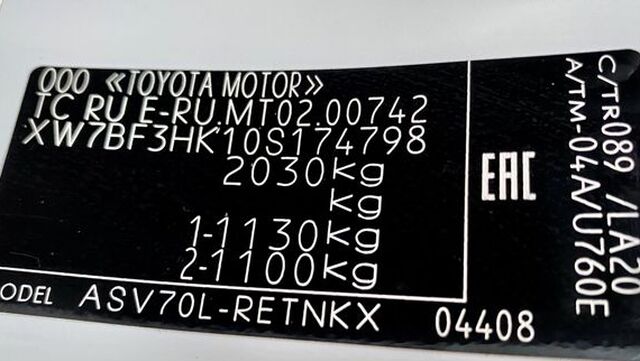 ООО «TOYOTA MOTOR»
TC RU E-RU.MT02.00742
XW7BF3HK10S174798
2030kg
kg
1-1130kg
2-1100kg
ODEL ASV70L-RETNKX
04408
EAC
C/TR089 /LA20
A/TM-04A/U760E